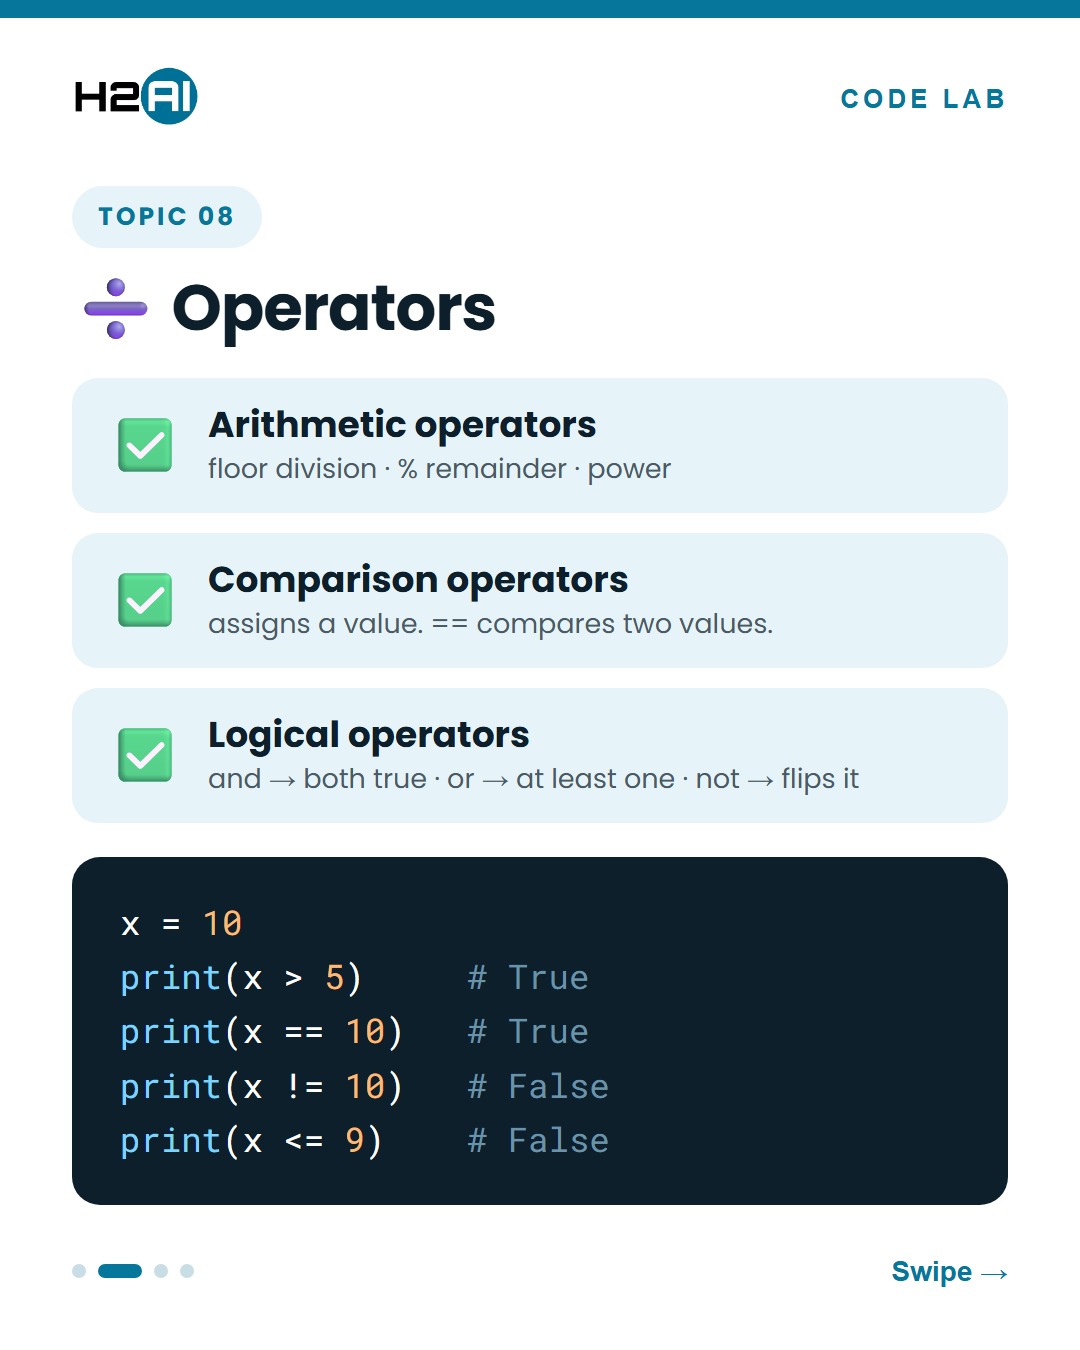 H2AI
CODE LAB
TOPIC 08
➗ Operators
✅ Arithmetic operators
floor division · % remainder · power
✅ Comparison operators
assigns a value. == compares two values.
✅ Logical operators
and → both true · or → at least one · not → flips it
x = 10
print(x > 5)     # True
print(x == 10)   # True
print(x != 10)   # False
print(x <= 9)    # False
Swipe →